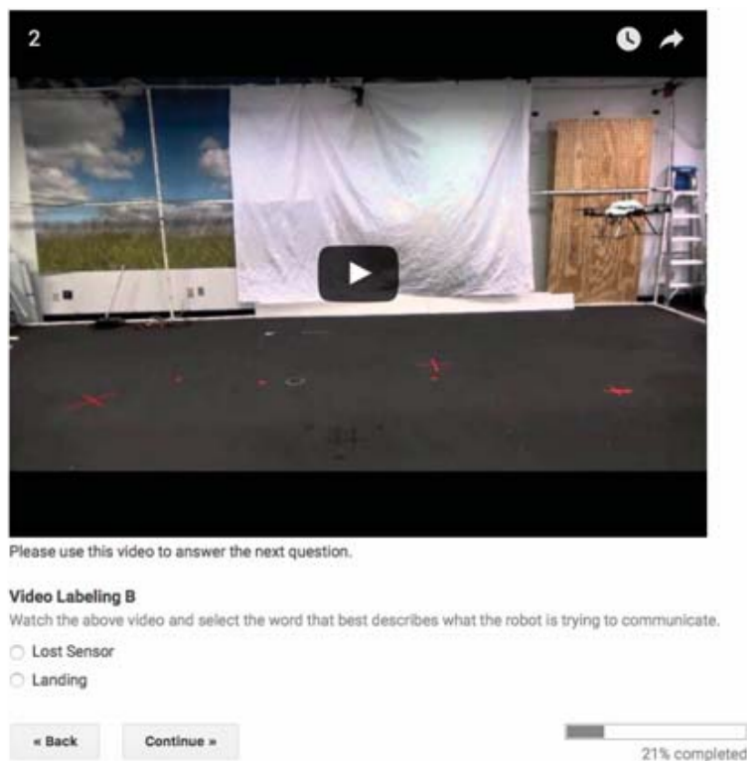 2
Please use this video to answer the next question.
Video Labeling B
Watch the above video and select the word that best describes what the robot is trying to communicate.
Lost Sensor
Landing
« Back Continue »
21% completed